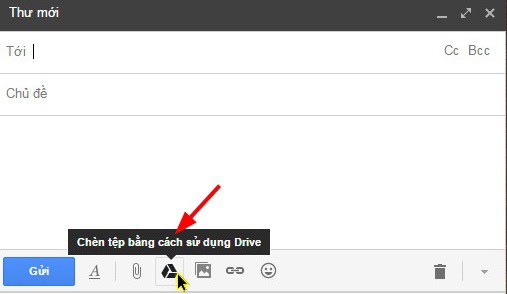 Thư mới
Tới Cc Bcc
Chủ đề
Chèn tệp bằng cách sử dụng Drive
Gửi A